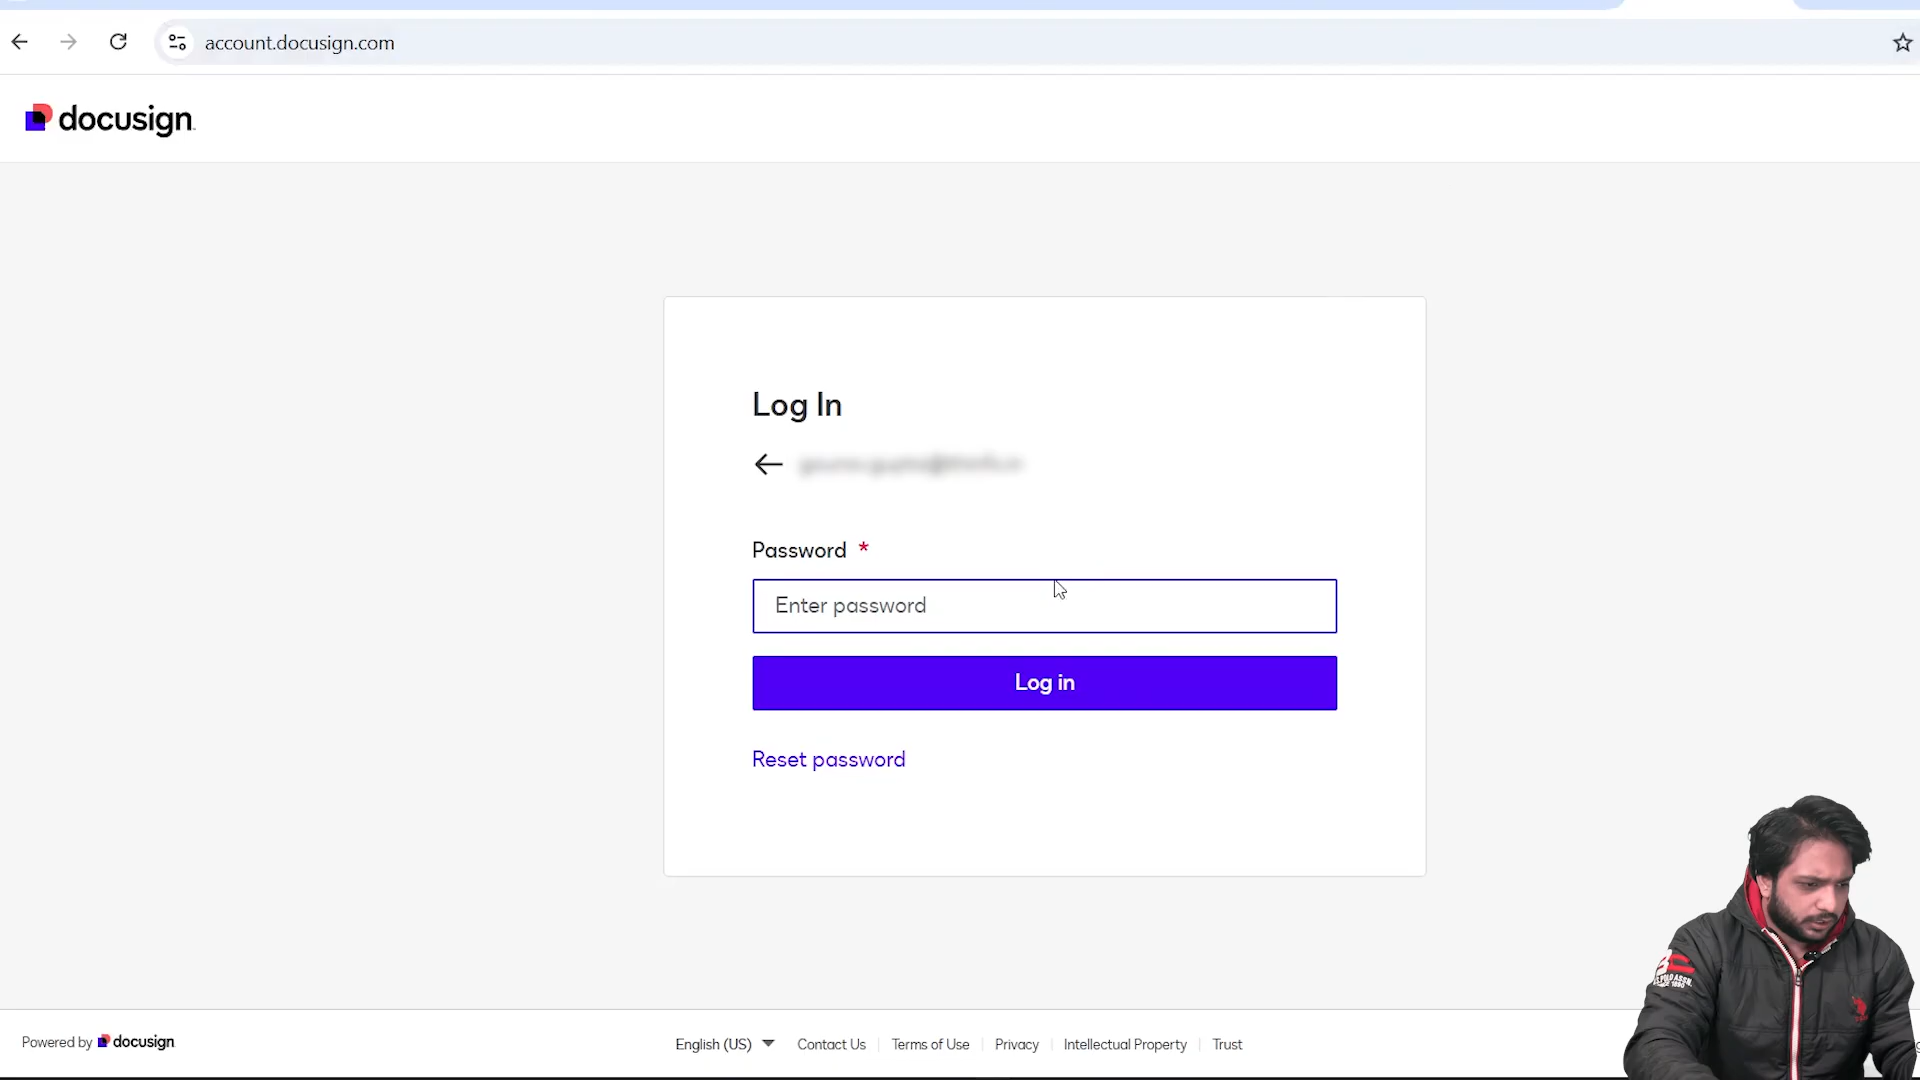 account.docusign.com
docusign
Log In
Password *
Enter password
Log in
Reset password
Powered by docusign
English (US)
Contact Us
Terms of Use
Privacy
Intellectual Property
Trust